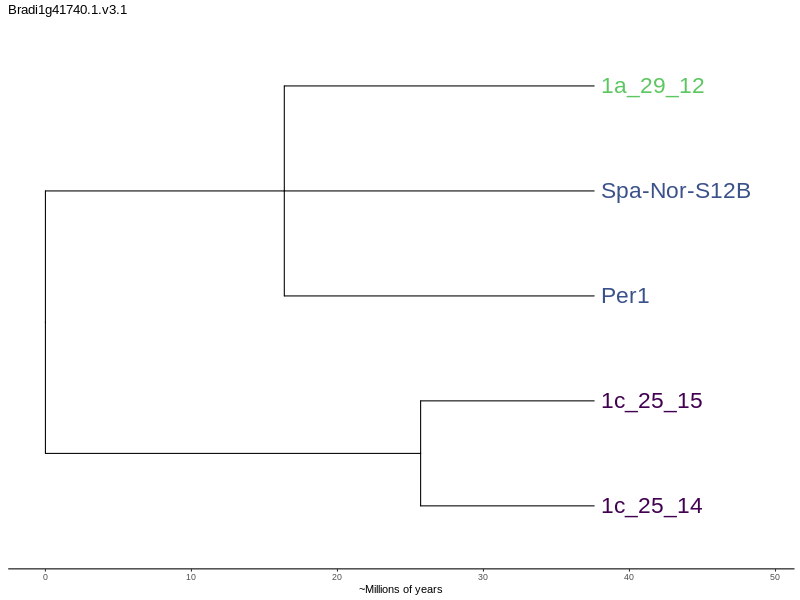 Bradi1g41740.1.v3.1
1a_29_12
Spa-Nor-S12B
Per1
1c_25_15
1c_25_14
0 10 20 30 40 50
~Millions of years